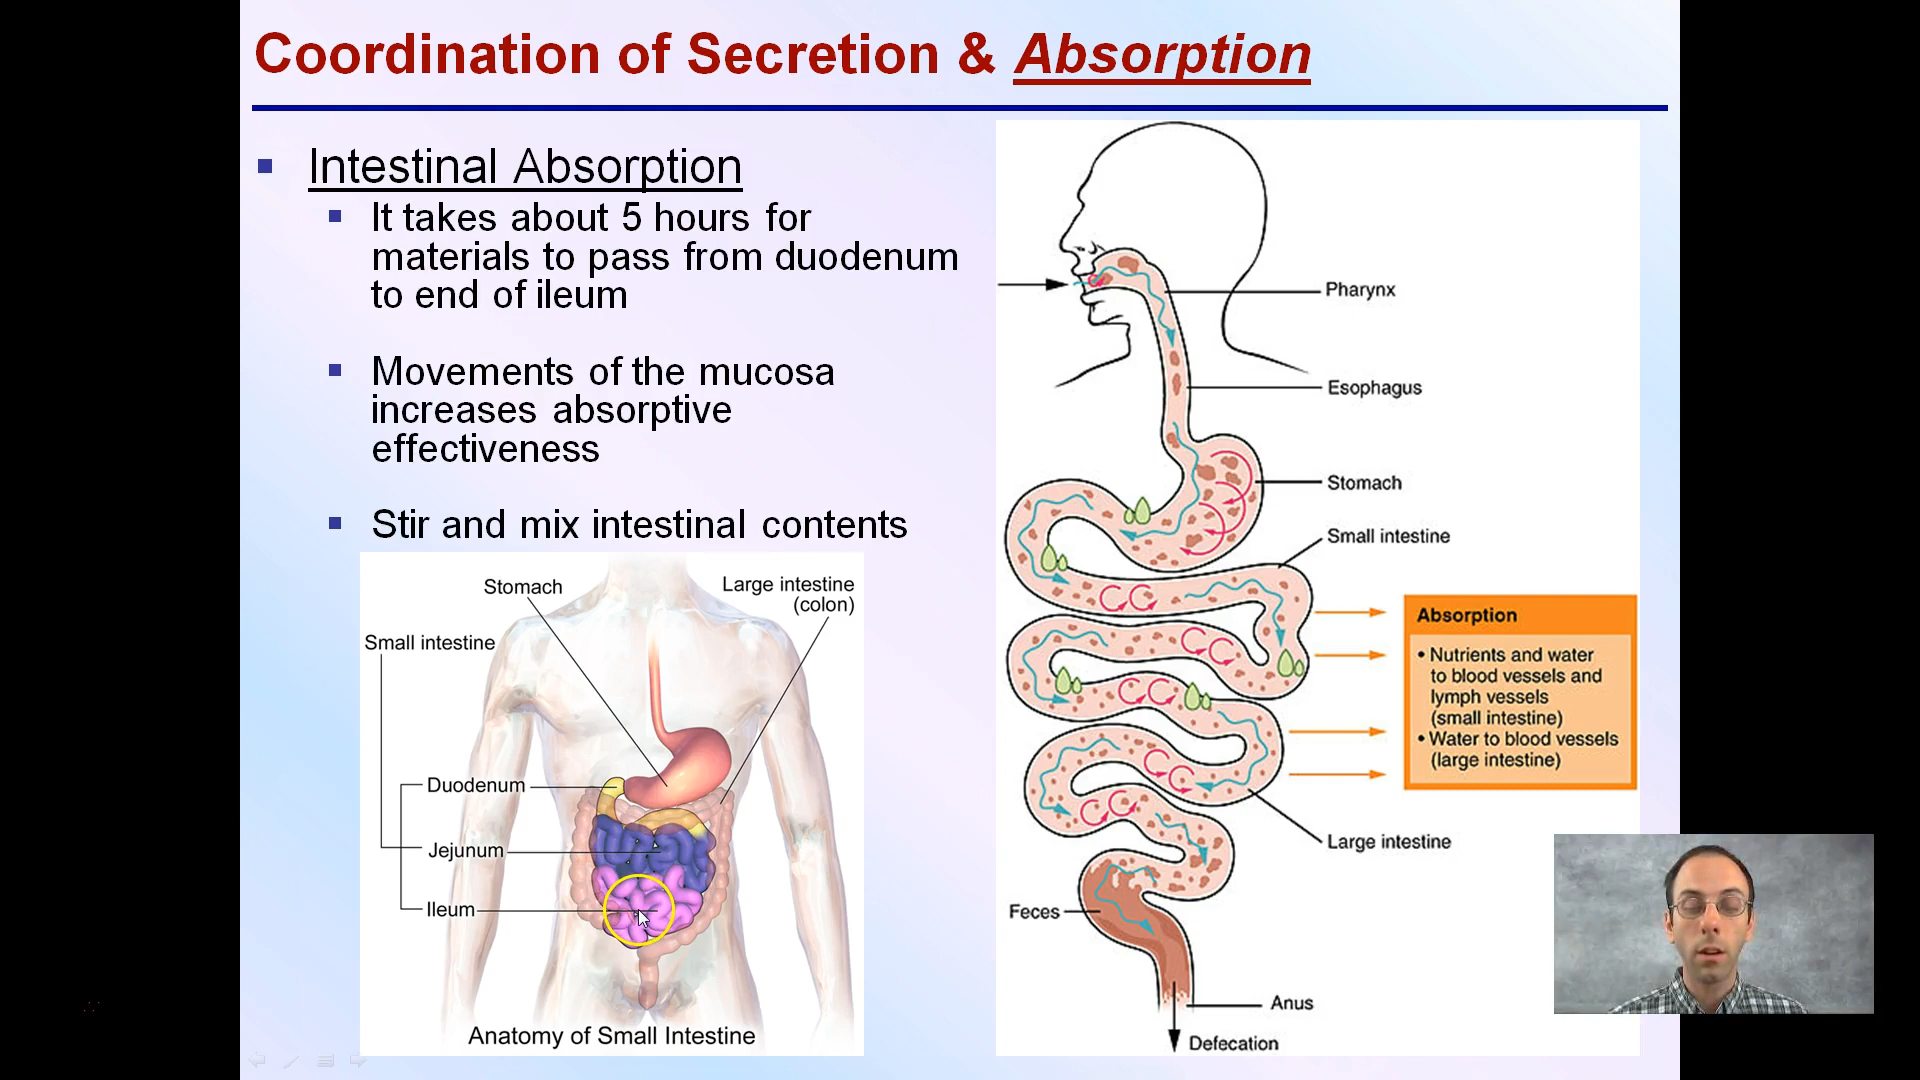 Coordination of Secretion & Absorption
Intestinal Absorption
It takes about 5 hours for
materials to pass from duodenum
to end of ileum
Movements of the mucosa
increases absorptive
effectiveness
Stir and mix intestinal contents
Stomach
Large intestine
(colon)
Small intestine
Duodenum
Jejunum
Ileum
Anatomy of Small Intestine
Pharynx
Esophagus
Stomach
Small intestine
Absorption
• Nutrients and water
to blood vessels and
lymph vessels
(small intestine)
• Water to blood vessels
(large intestine)
Large intestine
Feces
Anus
Defecation